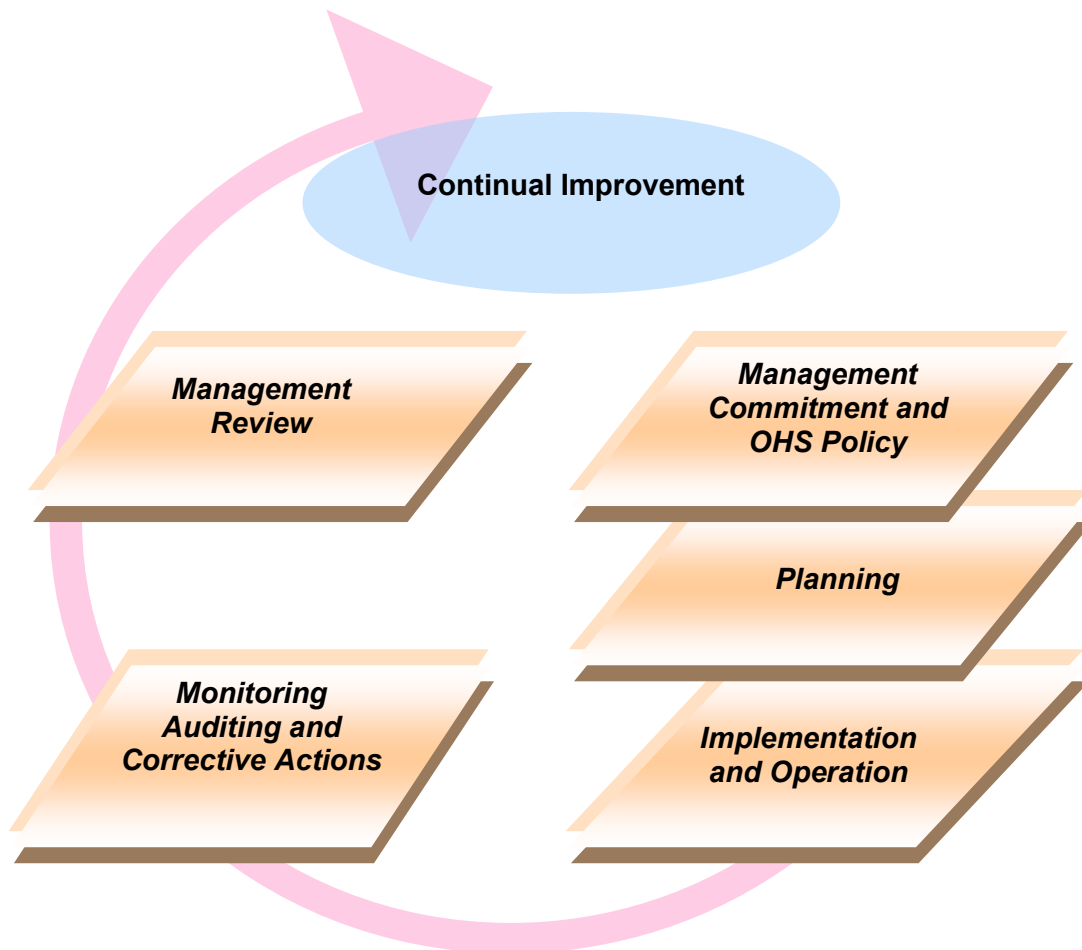 Continual Improvement
Management
Review
Management
Commitment and
OHS Policy
Planning
Monitoring
Auditing and
Corrective Actions
Implementation
and Operation